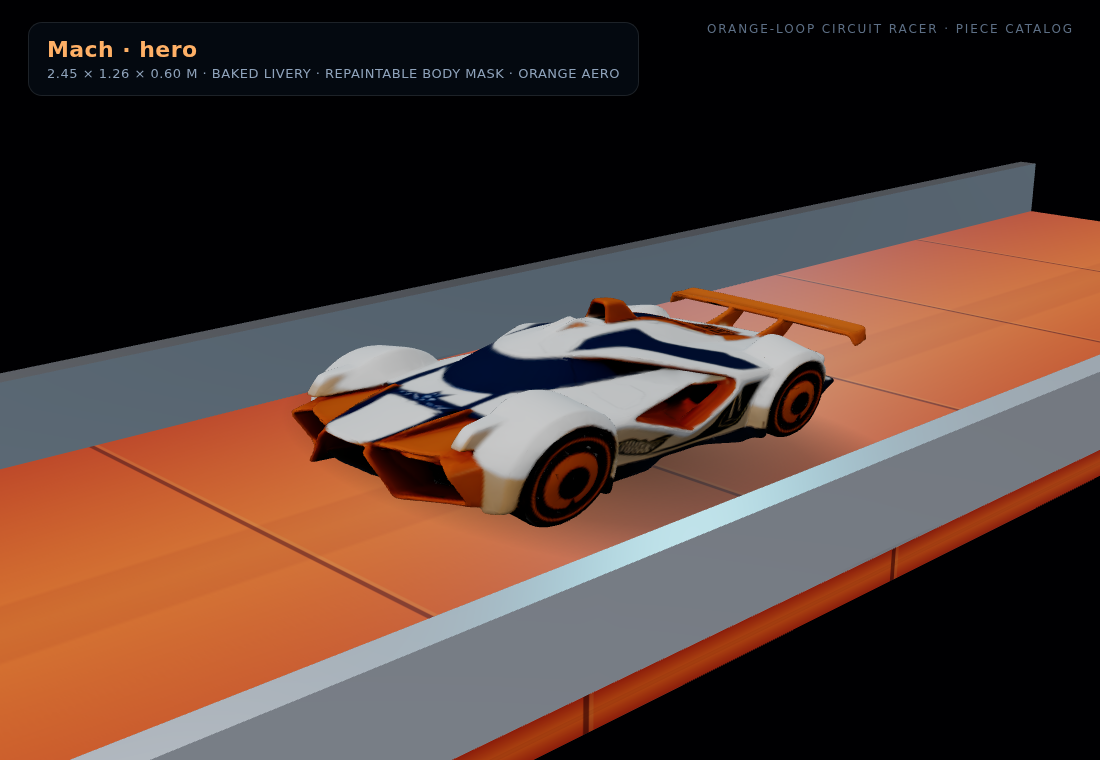 Mach · hero
2.45 × 1.26 × 0.60 M · BAKED LIVERY · REPAINTABLE BODY MASK · ORANGE AERO
ORANGE-LOOP CIRCUIT RACER · PIECE CATALOG